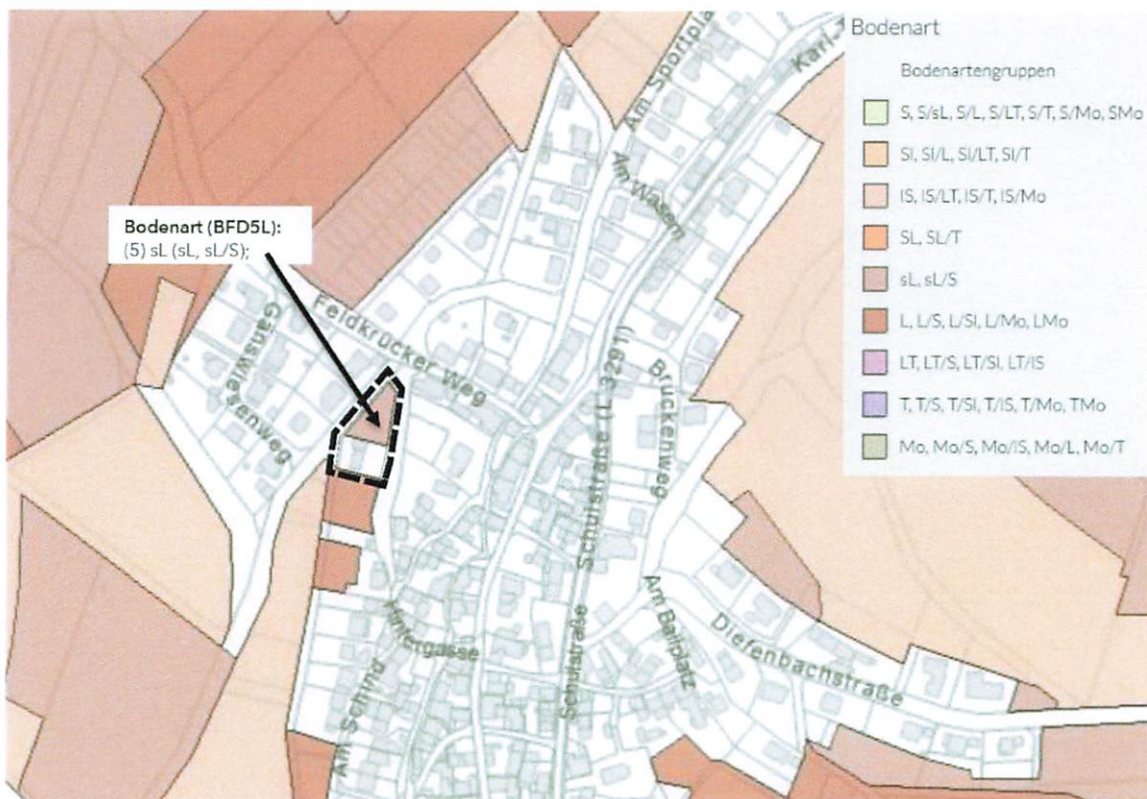 Bodenart
Bodenartengruppen
S, S/sL, S/L, S/LT, S/T, S/Mo, SMo
Sl, Sl/L, Sl/LT, Sl/T
lS, lS/LT, lS/T, lS/Mo
SL, SL/T
sL, sL/S
L, L/S, L/Sl, L/Mo, LMo
LT, LT/S, LT/Sl, LT/lS
T, T/S, T/Sl, T/lS, T/Mo, TMo
Mo, Mo/S, Mo/lS, Mo/L, Mo/T
Bodenart (BFD5L):
(5) sL (sL, sL/S);
Am Sportpla
Karl-
Am Wasem
Feldkrücker Weg
Gänswiesenweg
Schulstraße (L 3291)
Brückenweg
Hintergasse
Am Schind
Schulstraße
Am Ballplatz
Diefenbachstraße